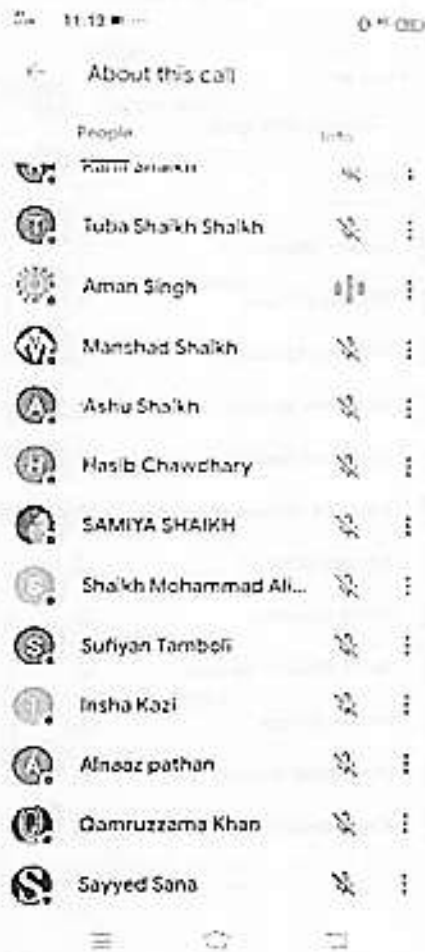 11:13
About this call
People
Info
Tuba Shaikh Shaikh
Aman Singh
Manshad Shaikh
Ashu Shaikh
Hasib Chawdhary
SAMIYA SHAIKH
Shaikh Mohammad Ali...
S Sufiyan Tamboli
Insha Kazi
A Alnaaz pathan
Qamruzzama Khan
S Sayyed Sana